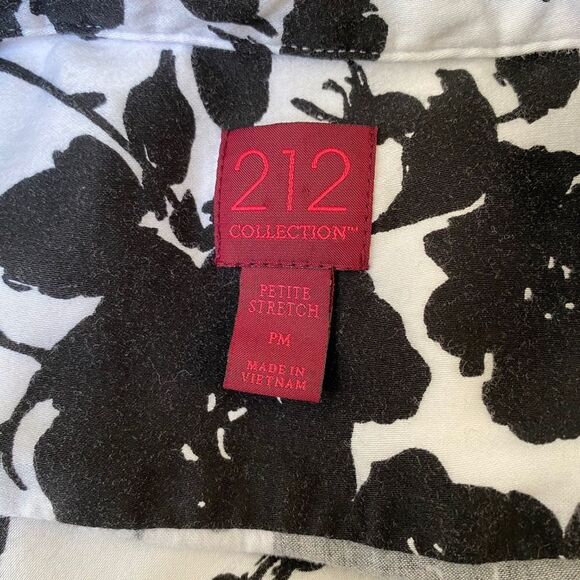 212
COLLECTION™
PETITE
STRETCH
PM
MADE IN
VIETNAM